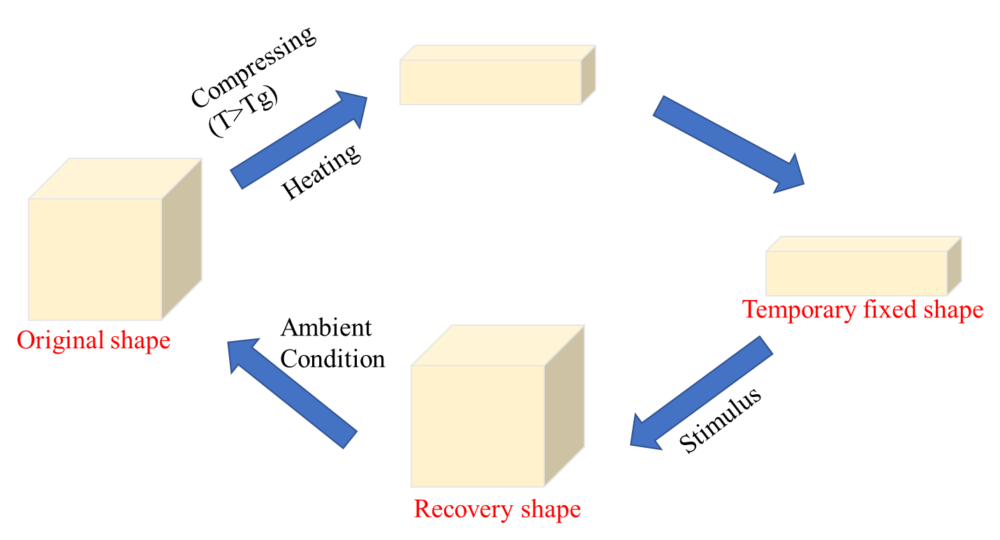 Compressing
(T>Tg)
Heating
Original shape
Temporary fixed shape
Ambient
Condition
Stimulus
Recovery shape